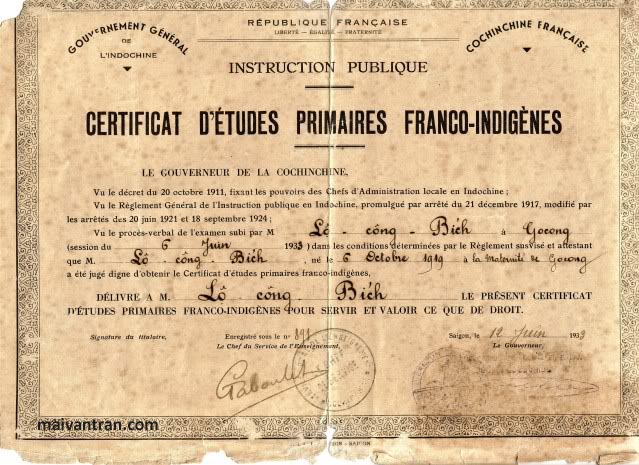 GOUVERNEMENT GÉNÉRAL
DE
L'INDOCHINE
RÉPUBLIQUE FRANÇAISE
LIBERTÉ — ÉGALITÉ — FRATERNITÉ
COCHINCHINE FRANÇAISE
INSTRUCTION PUBLIQUE
CERTIFICAT D'ÉTUDES PRIMAIRES FRANCO-INDIGÈNES
LE GOUVERNEUR DE LA COCHINCHINE,
Vu le décret du 20 octobre 1911, fixant les pouvoirs des Chefs d'Administration locale en Indochine ;
Vu le Règlement Général de l'Instruction publique en Indochine, promulgué par arrêté du 21 décembre 1917, modifié par
les arrêtés des 20 juin 1921 et 18 septembre 1924 ;
Vu le procès-verbal de l'examen subi par M Lô - công - Bích à Gocong
(session du 6 Juin 1933) dans les conditions déterminées par le Règlement susvisé et attestant
que M. Lô - công - Bích, né le 6 Octobre 1919 à la Maternité de Gocong
a été jugé digne d'obtenir le Certificat d'études primaires franco-indigènes,
DÉLIVRE A M. Lô - công - Bích LE PRÉSENT CERTIFICAT
D'ÉTUDES PRIMAIRES FRANCO-INDIGÈNES POUR SERVIR ET VALOIR CE QUE DE DROIT.
Signature du titulaire,
Enregistré sous le nº 891
Le Chef du Service de l'Enseignement,
Saigon, le 12 Juin 1933
Le Gouverneur,
maivantran.com